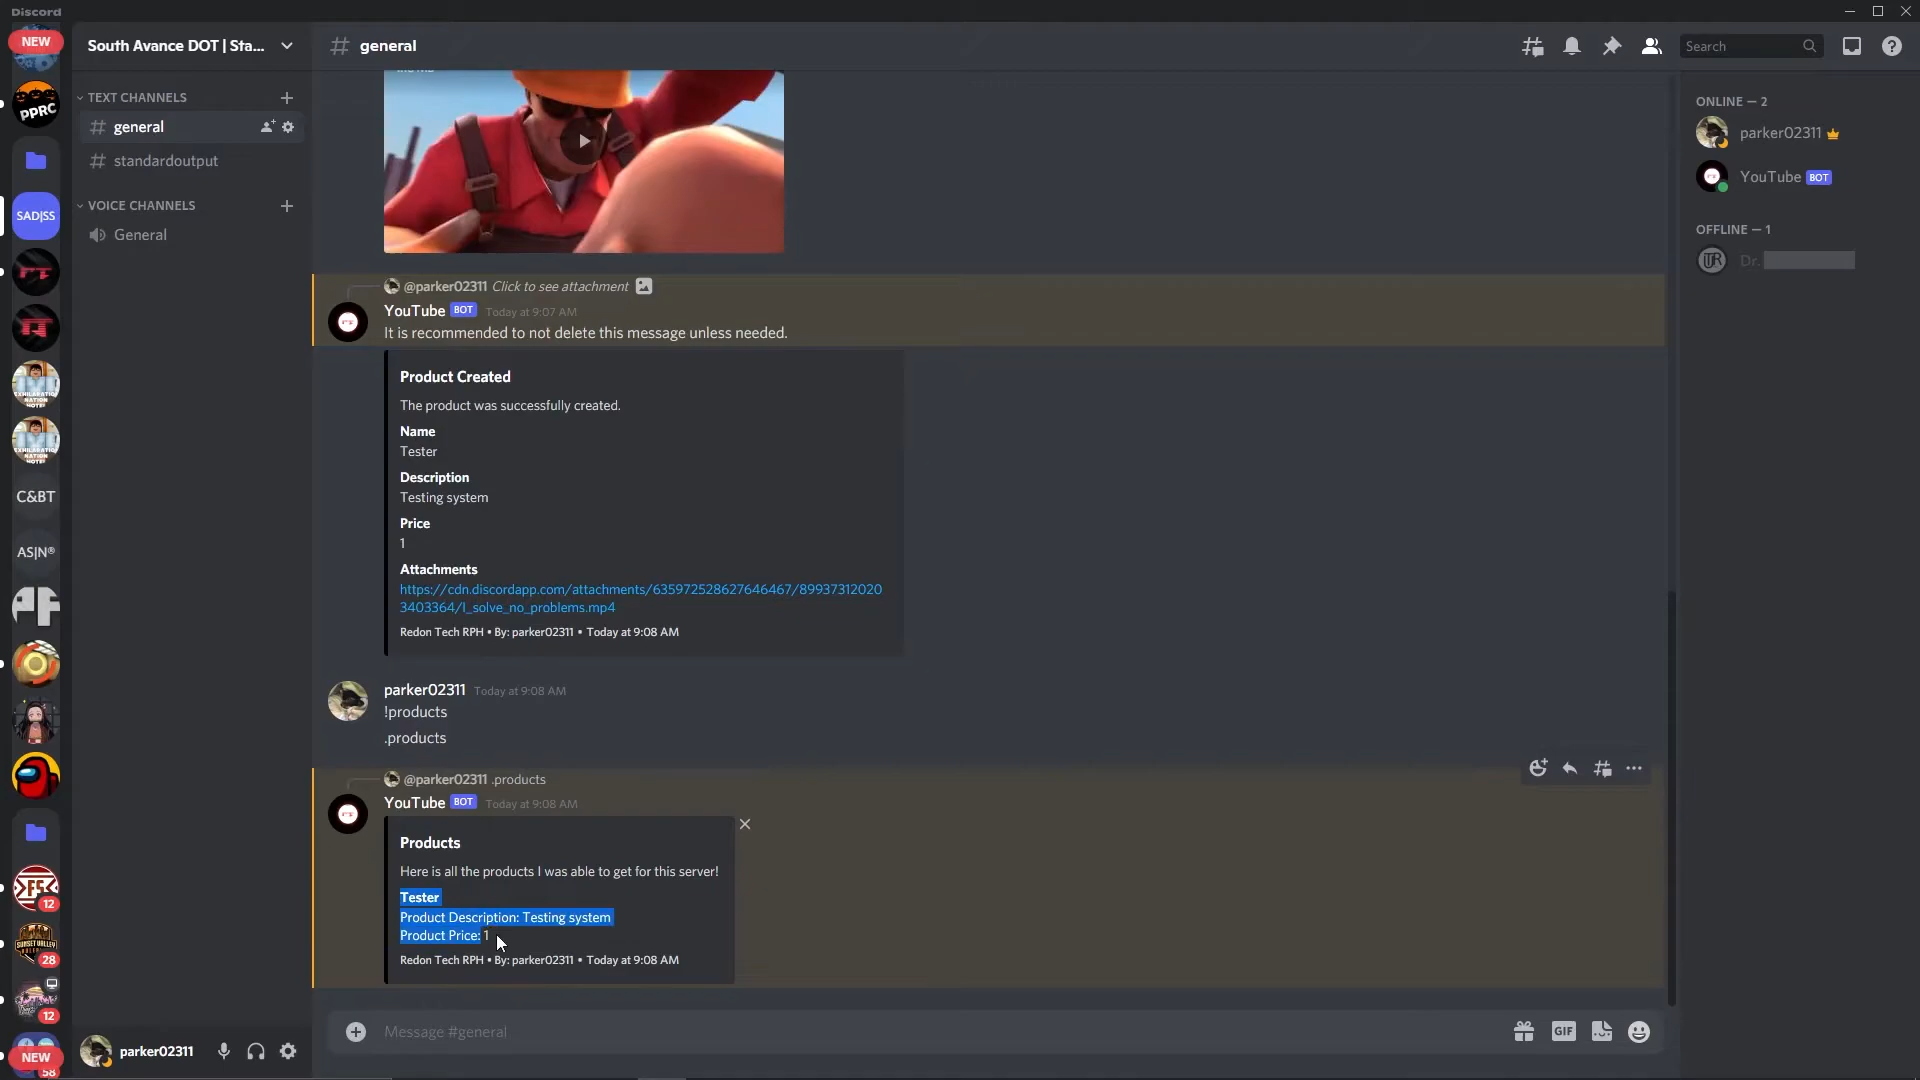 Discord
NEW
PPRC
SAD|SS
C&BT
AS|N®
12
28
12
NEW
58
South Avance DOT | Sta...
TEXT CHANNELS
general
standardoutput
VOICE CHANNELS
General
parker02311
general
Search
@parker02311 Click to see attachment
YouTube BOT Today at 9:07 AM
It is recommended to not delete this message unless needed.
Product Created
The product was successfully created.
Name
Tester
Description
Testing system
Price
1
Attachments
https://cdn.discordapp.com/attachments/635972528627646467/89937312020
3403364/I_solve_no_problems.mp4
Redon Tech RPH • By: parker02311 • Today at 9:08 AM
parker02311 Today at 9:08 AM
!products
.products
@parker02311 .products
YouTube BOT Today at 9:08 AM
Products
Here is all the products I was able to get for this server!
Tester
Product Description: Testing system
Product Price: 1
Redon Tech RPH • By: parker02311 • Today at 9:08 AM
Message #general
GIF
ONLINE — 2
parker02311
YouTube BOT
OFFLINE — 1
Dr.